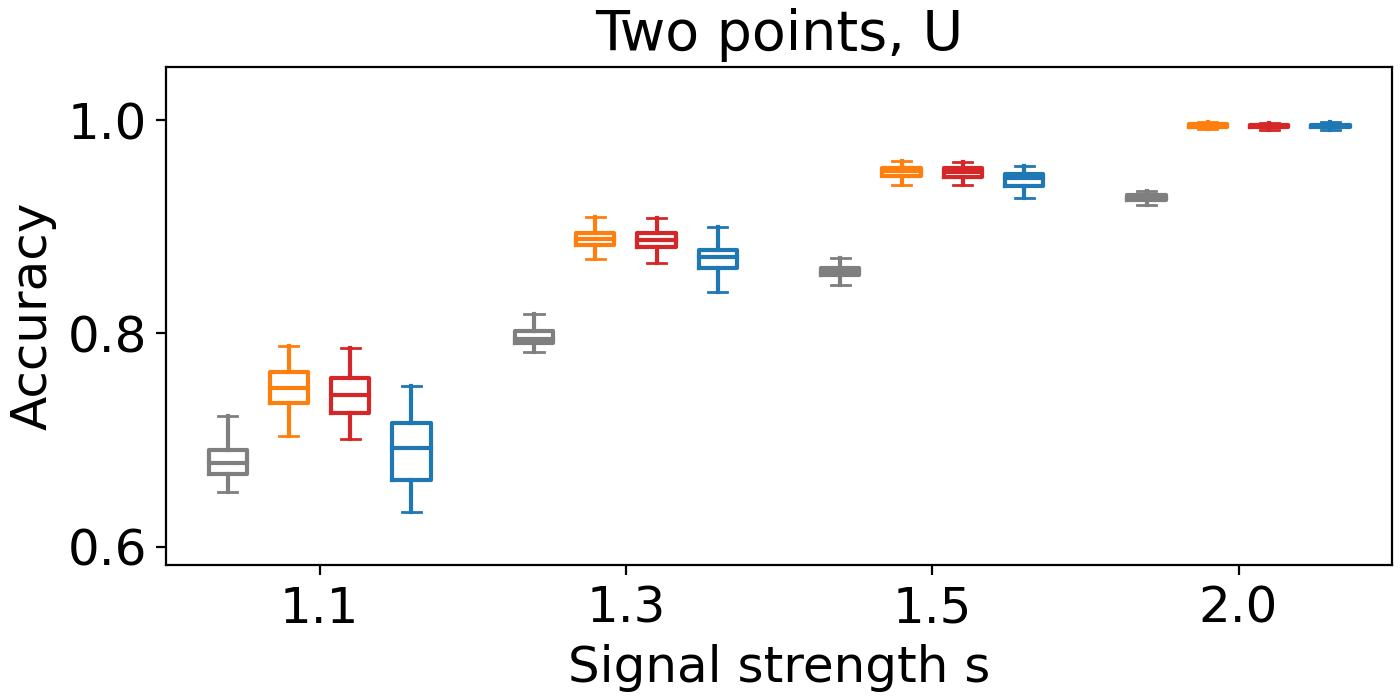 Two points, U
Accuracy
1.0
0.8
0.6
1.1 1.3 1.5 2.0
Signal strength s